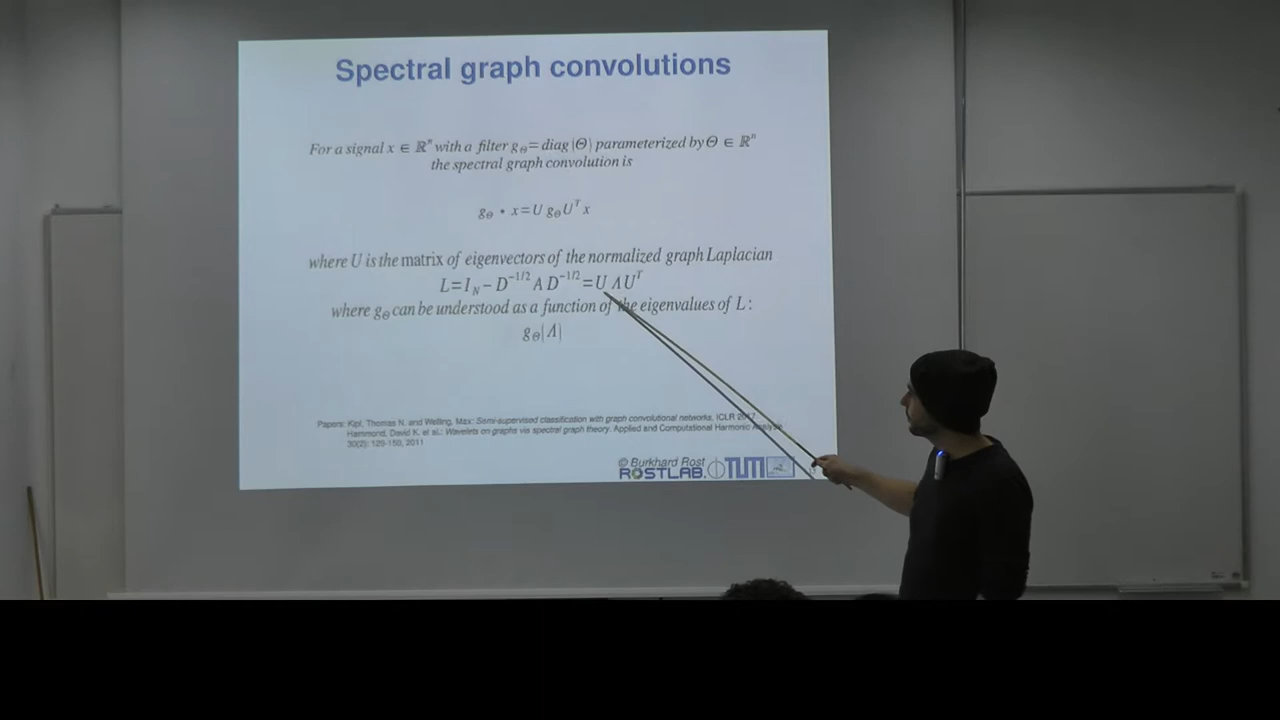 Spectral graph convolutions
For a signal x ∈ ℝⁿ with a filter g_Θ = diag(Θ) parameterized by Θ ∈ ℝⁿ
the spectral graph convolution is
g_Θ * x = U g_Θ Uᵀ x
where U is the matrix of eigenvectors of the normalized graph Laplacian
L = I_N − D^{−1/2} A D^{−1/2} = U Λ Uᵀ
where g_Θ can be understood as a function of the eigenvalues of L:
g_Θ(Λ)
Papers: Kipf, Thomas N. and Welling, Max: Semi-supervised classification with graph convolutional networks, ICLR 2017
Hammond, David K. et al.: Wavelets on graphs via spectral graph theory. Applied and Computational Harmonic Analysis
30(2): 129-150, 2011
© Burkhard Rost
ROSTLAB. TUM